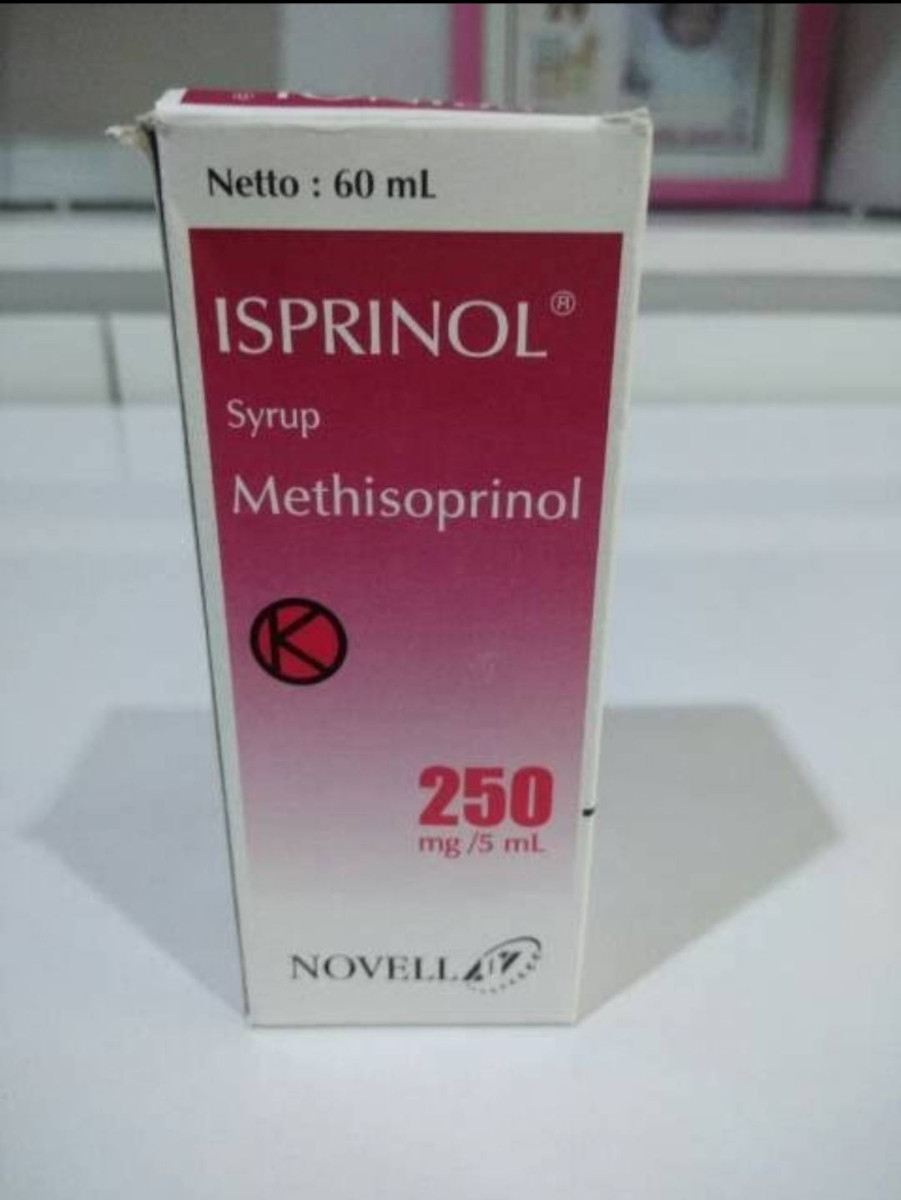 Netto : 60 mL
ISPRINOL®
Syrup
Methisoprinol
K
250
mg /5 mL
NOVELL